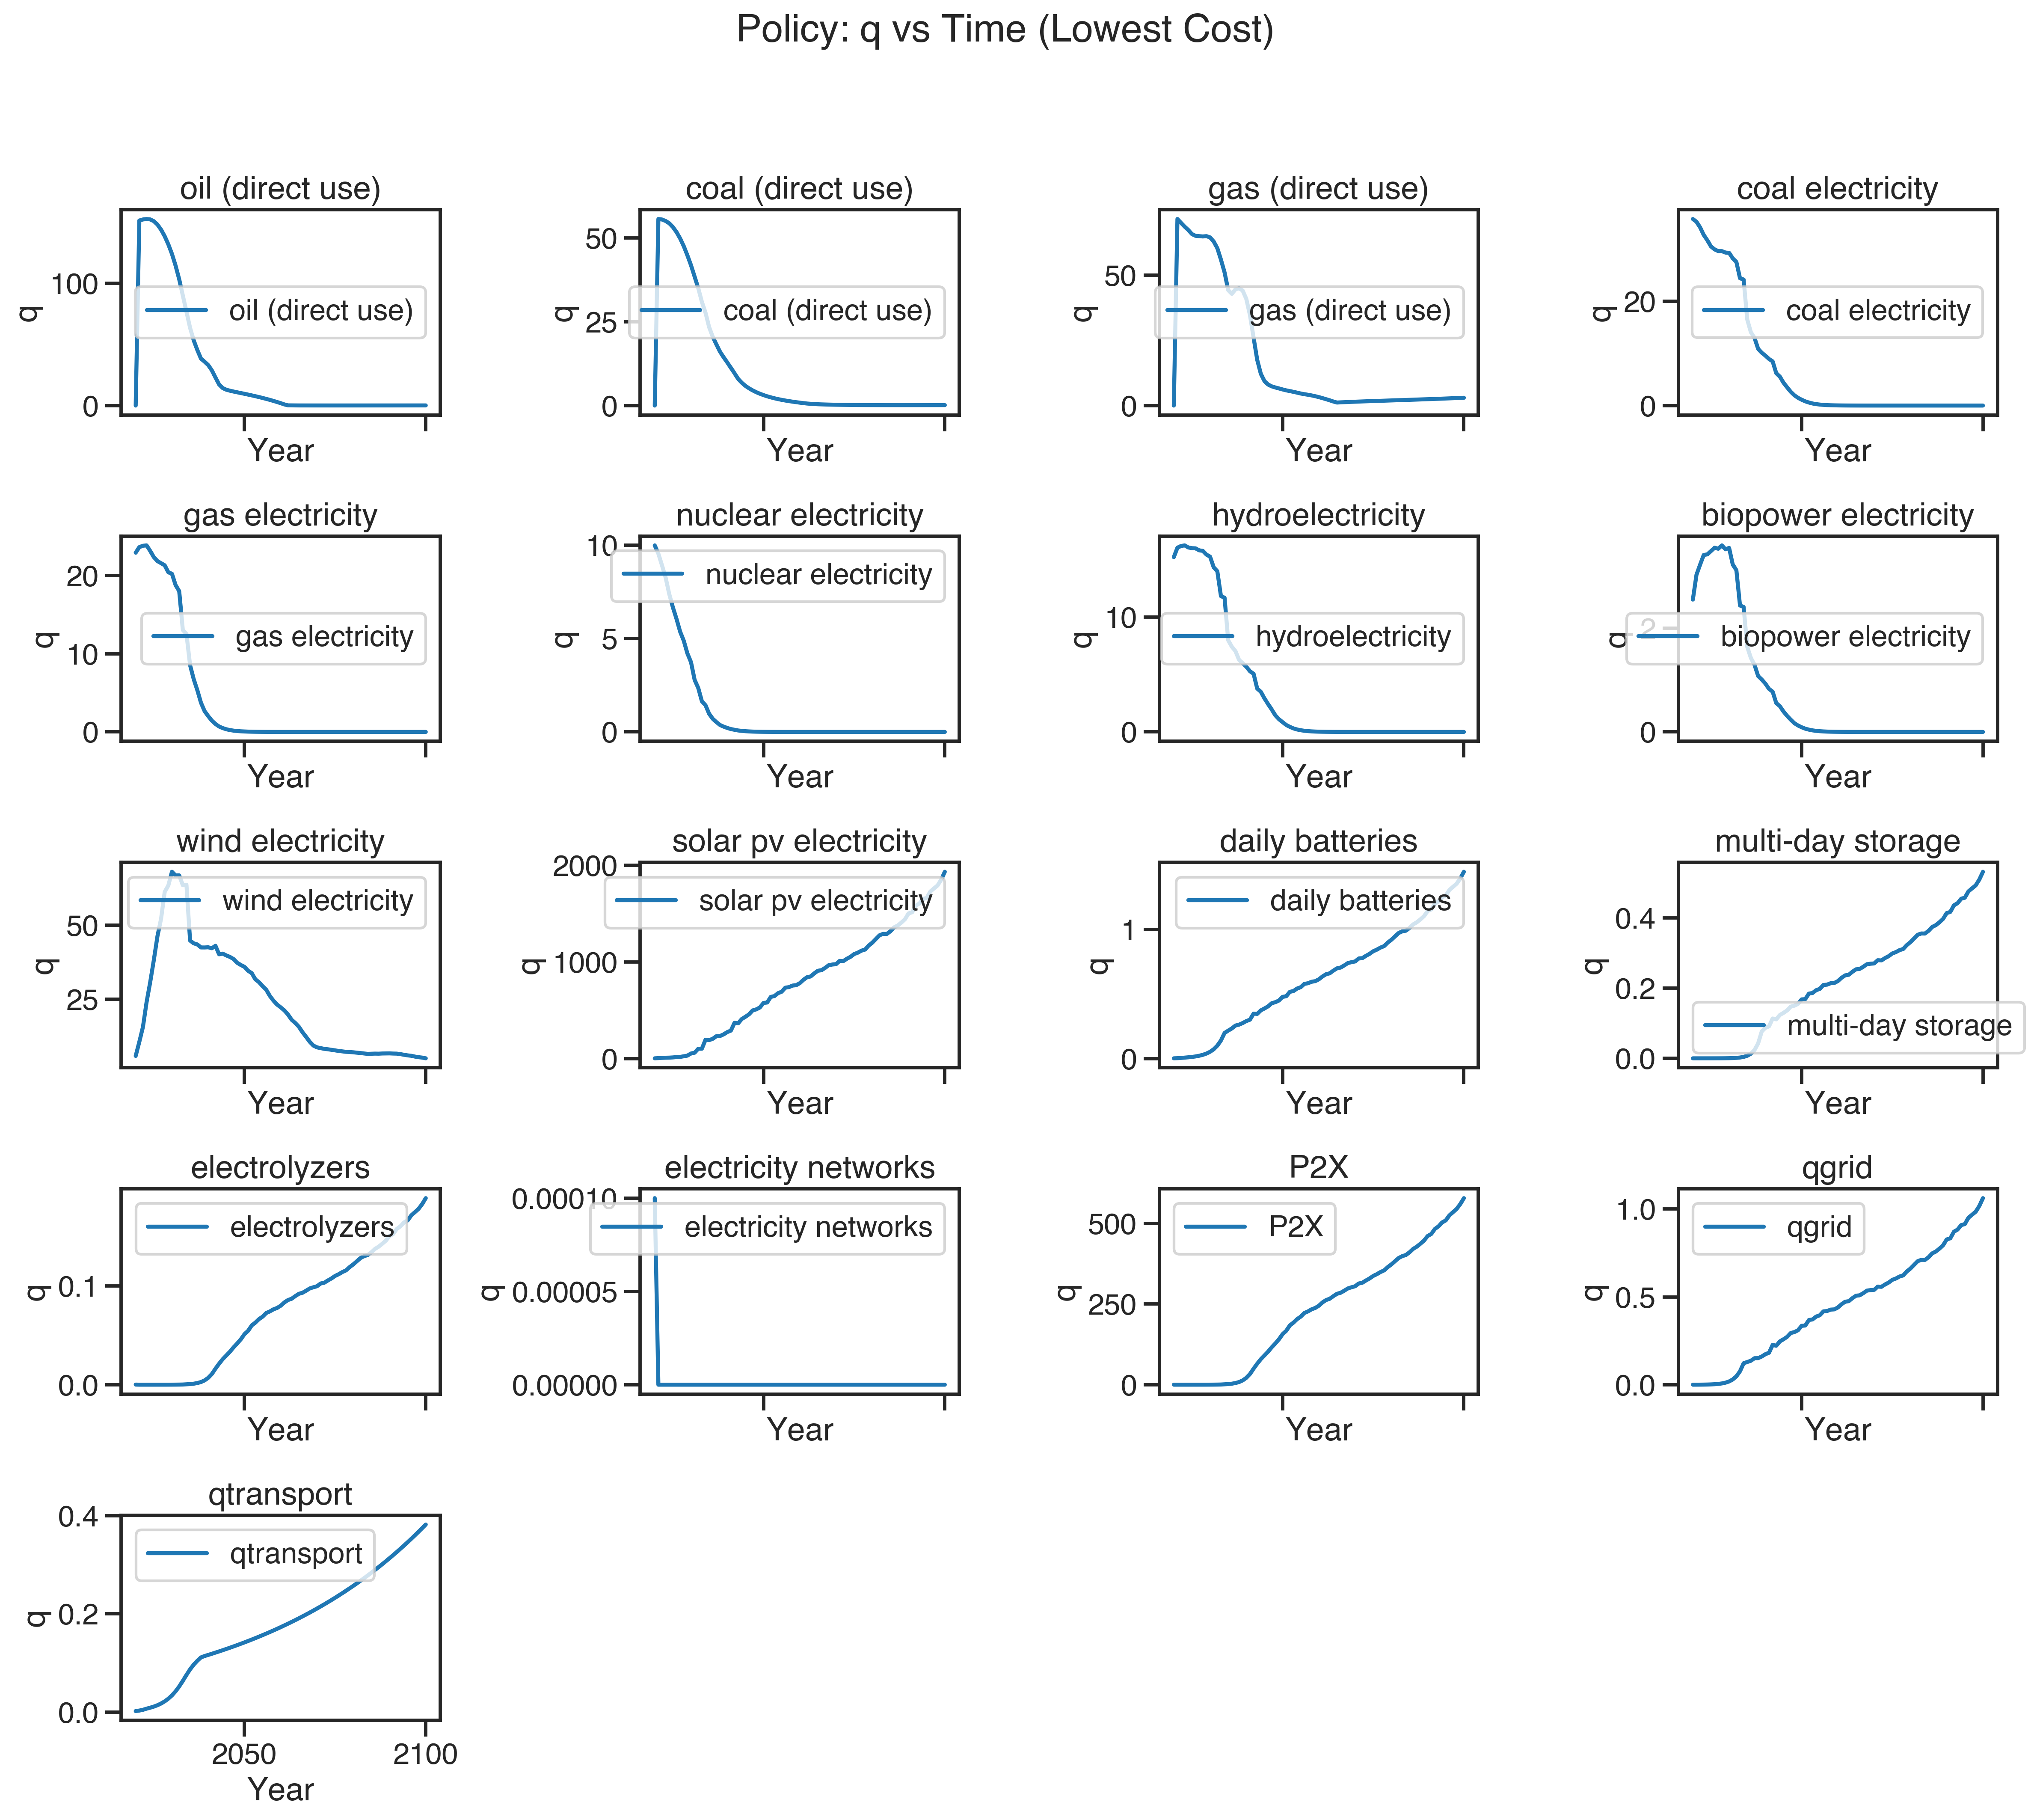 Policy: q vs Time (Lowest Cost)
oil (direct use)
q
100
0
oil (direct use)
Year
coal (direct use)
q
50
25
0
coal (direct use)
Year
gas (direct use)
q
50
0
gas (direct use)
Year
coal electricity
q
20
0
coal electricity
Year
gas electricity
q
20
10
0
gas electricity
Year
nuclear electricity
q
10
5
0
nuclear electricity
Year
hydroelectricity
q
10
0
hydroelectricity
Year
biopower electricity
q
2
0
biopower electricity
Year
wind electricity
q
50
25
wind electricity
Year
solar pv electricity
q
2000
1000
0
solar pv electricity
Year
daily batteries
q
1
0
daily batteries
Year
multi-day storage
q
0.4
0.2
0.0
multi-day storage
Year
electrolyzers
q
0.1
0.0
electrolyzers
Year
electricity networks
q
0.00010
0.00005
0.00000
electricity networks
Year
P2X
q
500
250
0
P2X
Year
qgrid
q
1.0
0.5
0.0
qgrid
Year
qtransport
q
0.4
0.2
0.0
qtransport
2050 2100
Year